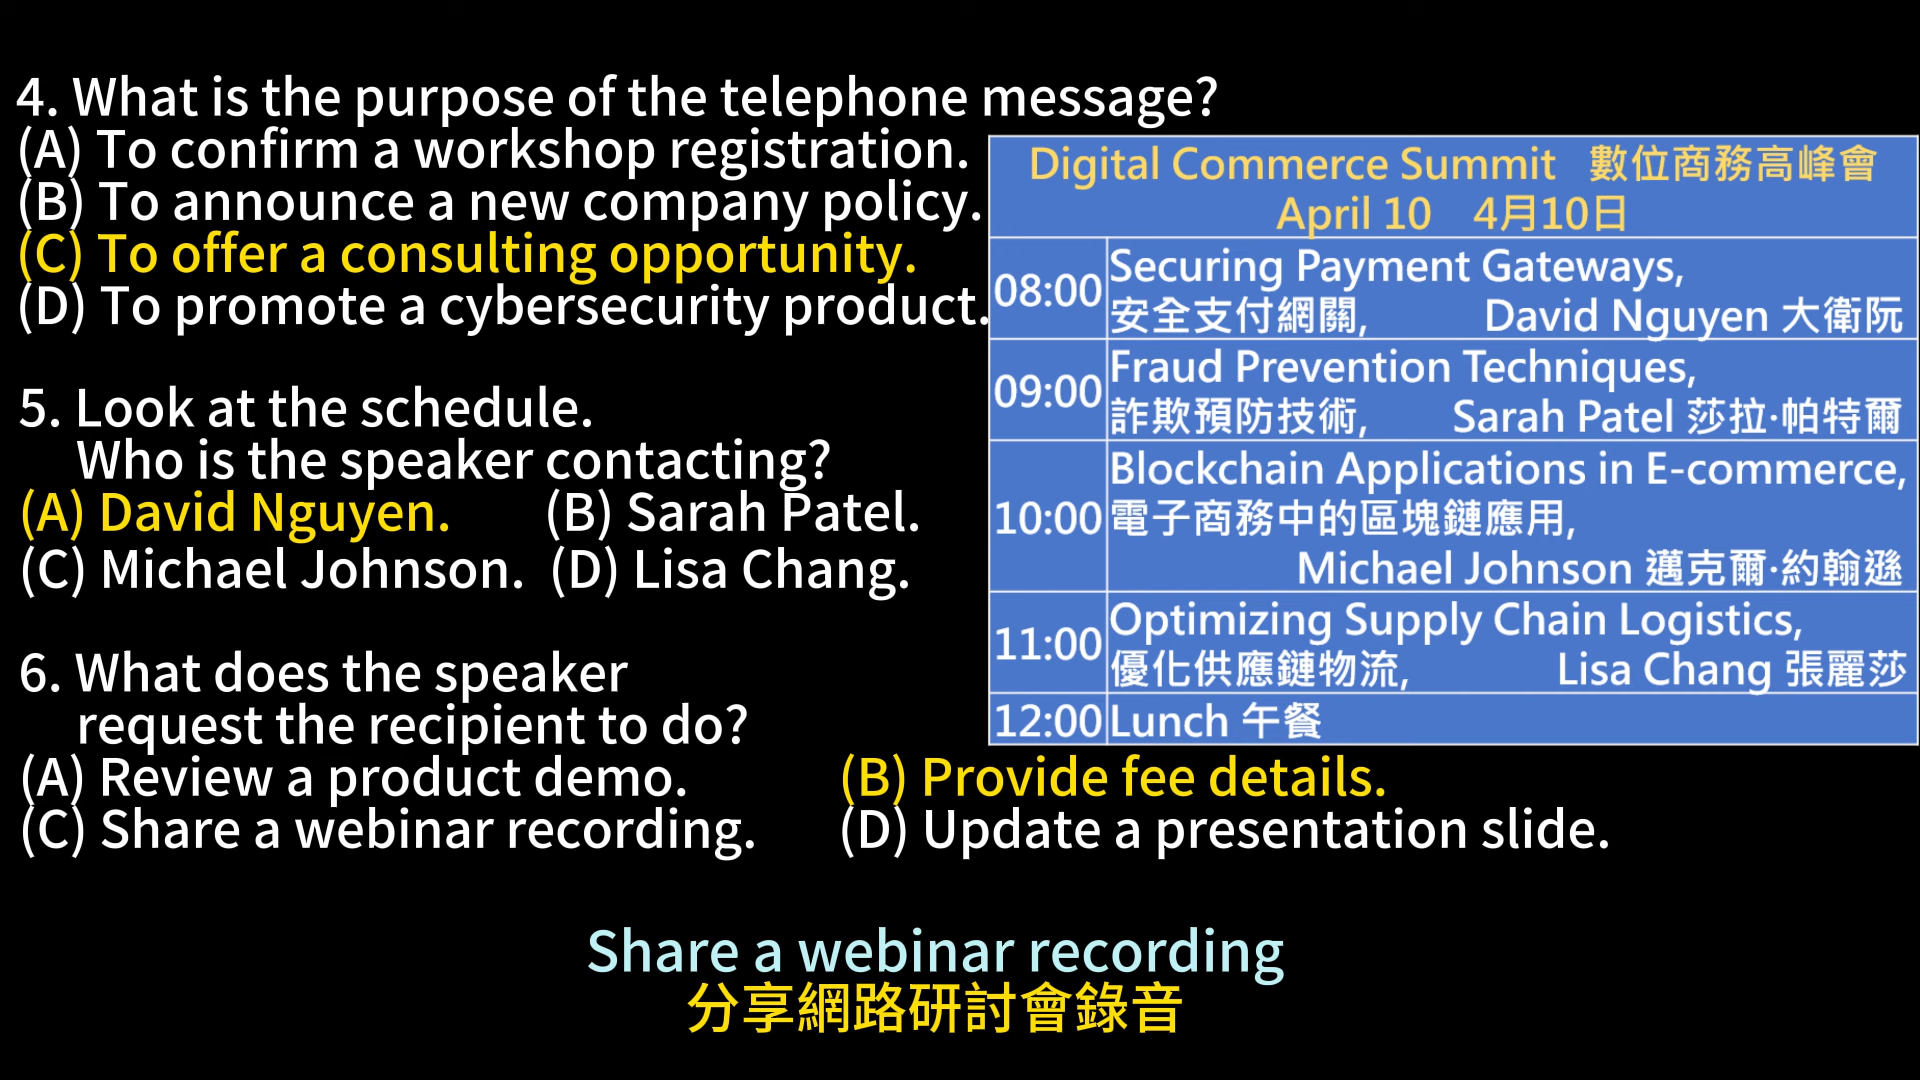 4. What is the purpose of the telephone message?
(A) To confirm a workshop registration.
(B) To announce a new company policy.
(C) To offer a consulting opportunity.
(D) To promote a cybersecurity product.
5. Look at the schedule.
Who is the speaker contacting?
(A) David Nguyen. (B) Sarah Patel.
(C) Michael Johnson. (D) Lisa Chang.
6. What does the speaker
request the recipient to do?
(A) Review a product demo. (B) Provide fee details.
(C) Share a webinar recording. (D) Update a presentation slide.
Digital Commerce Summit 數位商務高峰會
April 10 4月10日
08:00 Securing Payment Gateways,
安全支付網關, David Nguyen 大衛阮
09:00 Fraud Prevention Techniques,
詐欺預防技術, Sarah Patel 莎拉·帕特爾
10:00 Blockchain Applications in E-commerce,
電子商務中的區塊鏈應用,
Michael Johnson 邁克爾·約翰遜
11:00 Optimizing Supply Chain Logistics,
優化供應鏈物流, Lisa Chang 張麗莎
12:00 Lunch 午餐
Share a webinar recording
分享網路研討會錄音